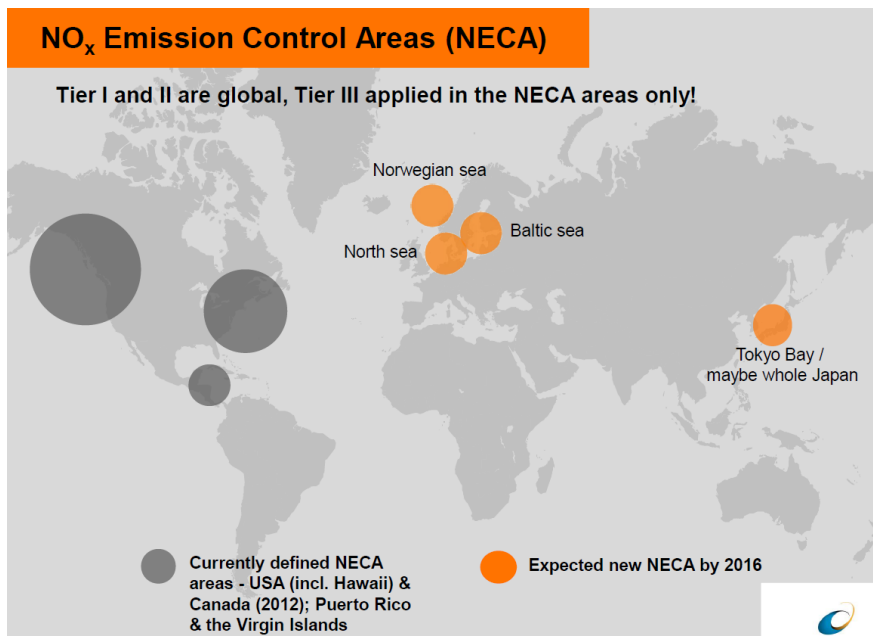 NOx Emission Control Areas (NECA)
Tier I and II are global, Tier III applied in the NECA areas only!
Norwegian sea
Baltic sea
North sea
Tokyo Bay /
maybe whole Japan
Currently defined NECA
areas - USA (incl. Hawaii) &
Canada (2012); Puerto Rico
& the Virgin Islands
Expected new NECA by 2016